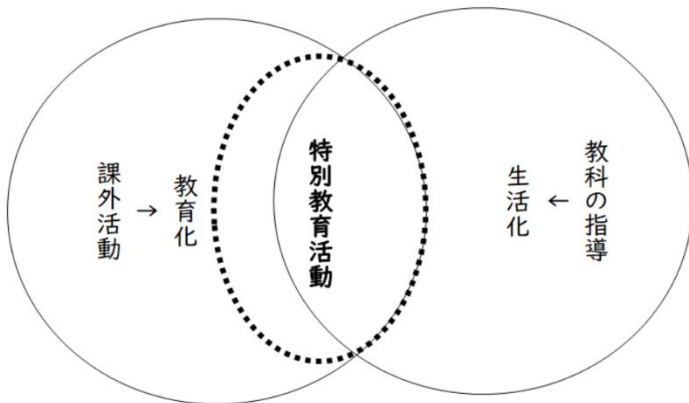 課外活動
→
教育化
特別教育活動
生活化
←
教科の指導